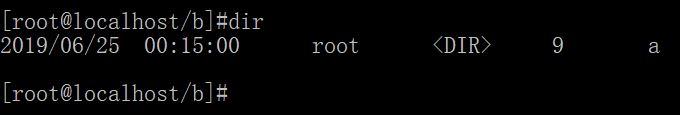 [root@localhost/b]#dir
2019/06/25  00:15:00      root      <DIR>     9       a
[root@localhost/b]#